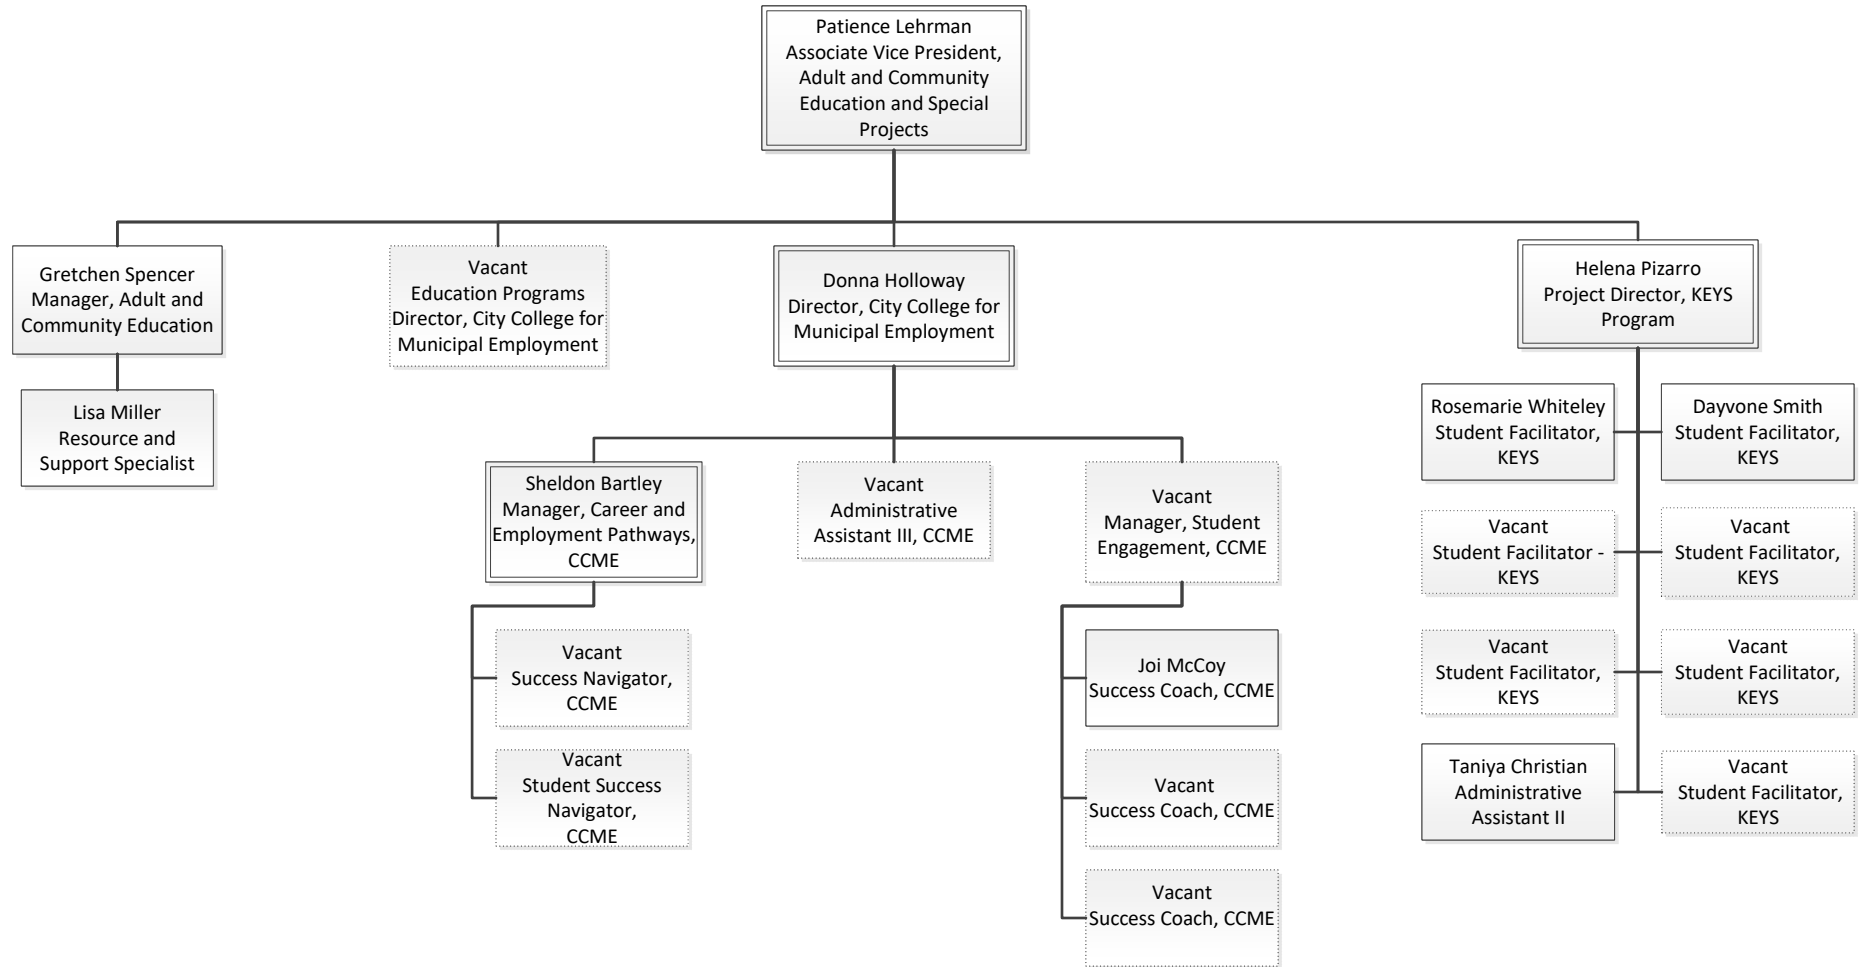 Patience Lehrman
Associate Vice President,
Adult and Community
Education and Special
Projects
Gretchen Spencer
Manager, Adult and
Community Education
Lisa Miller
Resource and
Support Specialist
Vacant
Education Programs
Director, City College for
Municipal Employment
Donna Holloway
Director, City College for
Municipal Employment
Sheldon Bartley
Manager, Career and
Employment Pathways,
CCME
Vacant
Success Navigator,
CCME
Vacant
Student Success
Navigator,
CCME
Vacant
Administrative
Assistant III, CCME
Vacant
Manager, Student
Engagement, CCME
Joi McCoy
Success Coach, CCME
Vacant
Success Coach, CCME
Vacant
Success Coach, CCME
Helena Pizarro
Project Director, KEYS
Program
Rosemarie Whiteley
Student Facilitator,
KEYS
Dayvone Smith
Student Facilitator,
KEYS
Vacant
Student Facilitator -
KEYS
Vacant
Student Facilitator,
KEYS
Vacant
Student Facilitator,
KEYS
Vacant
Student Facilitator,
KEYS
Taniya Christian
Administrative
Assistant II
Vacant
Student Facilitator,
KEYS